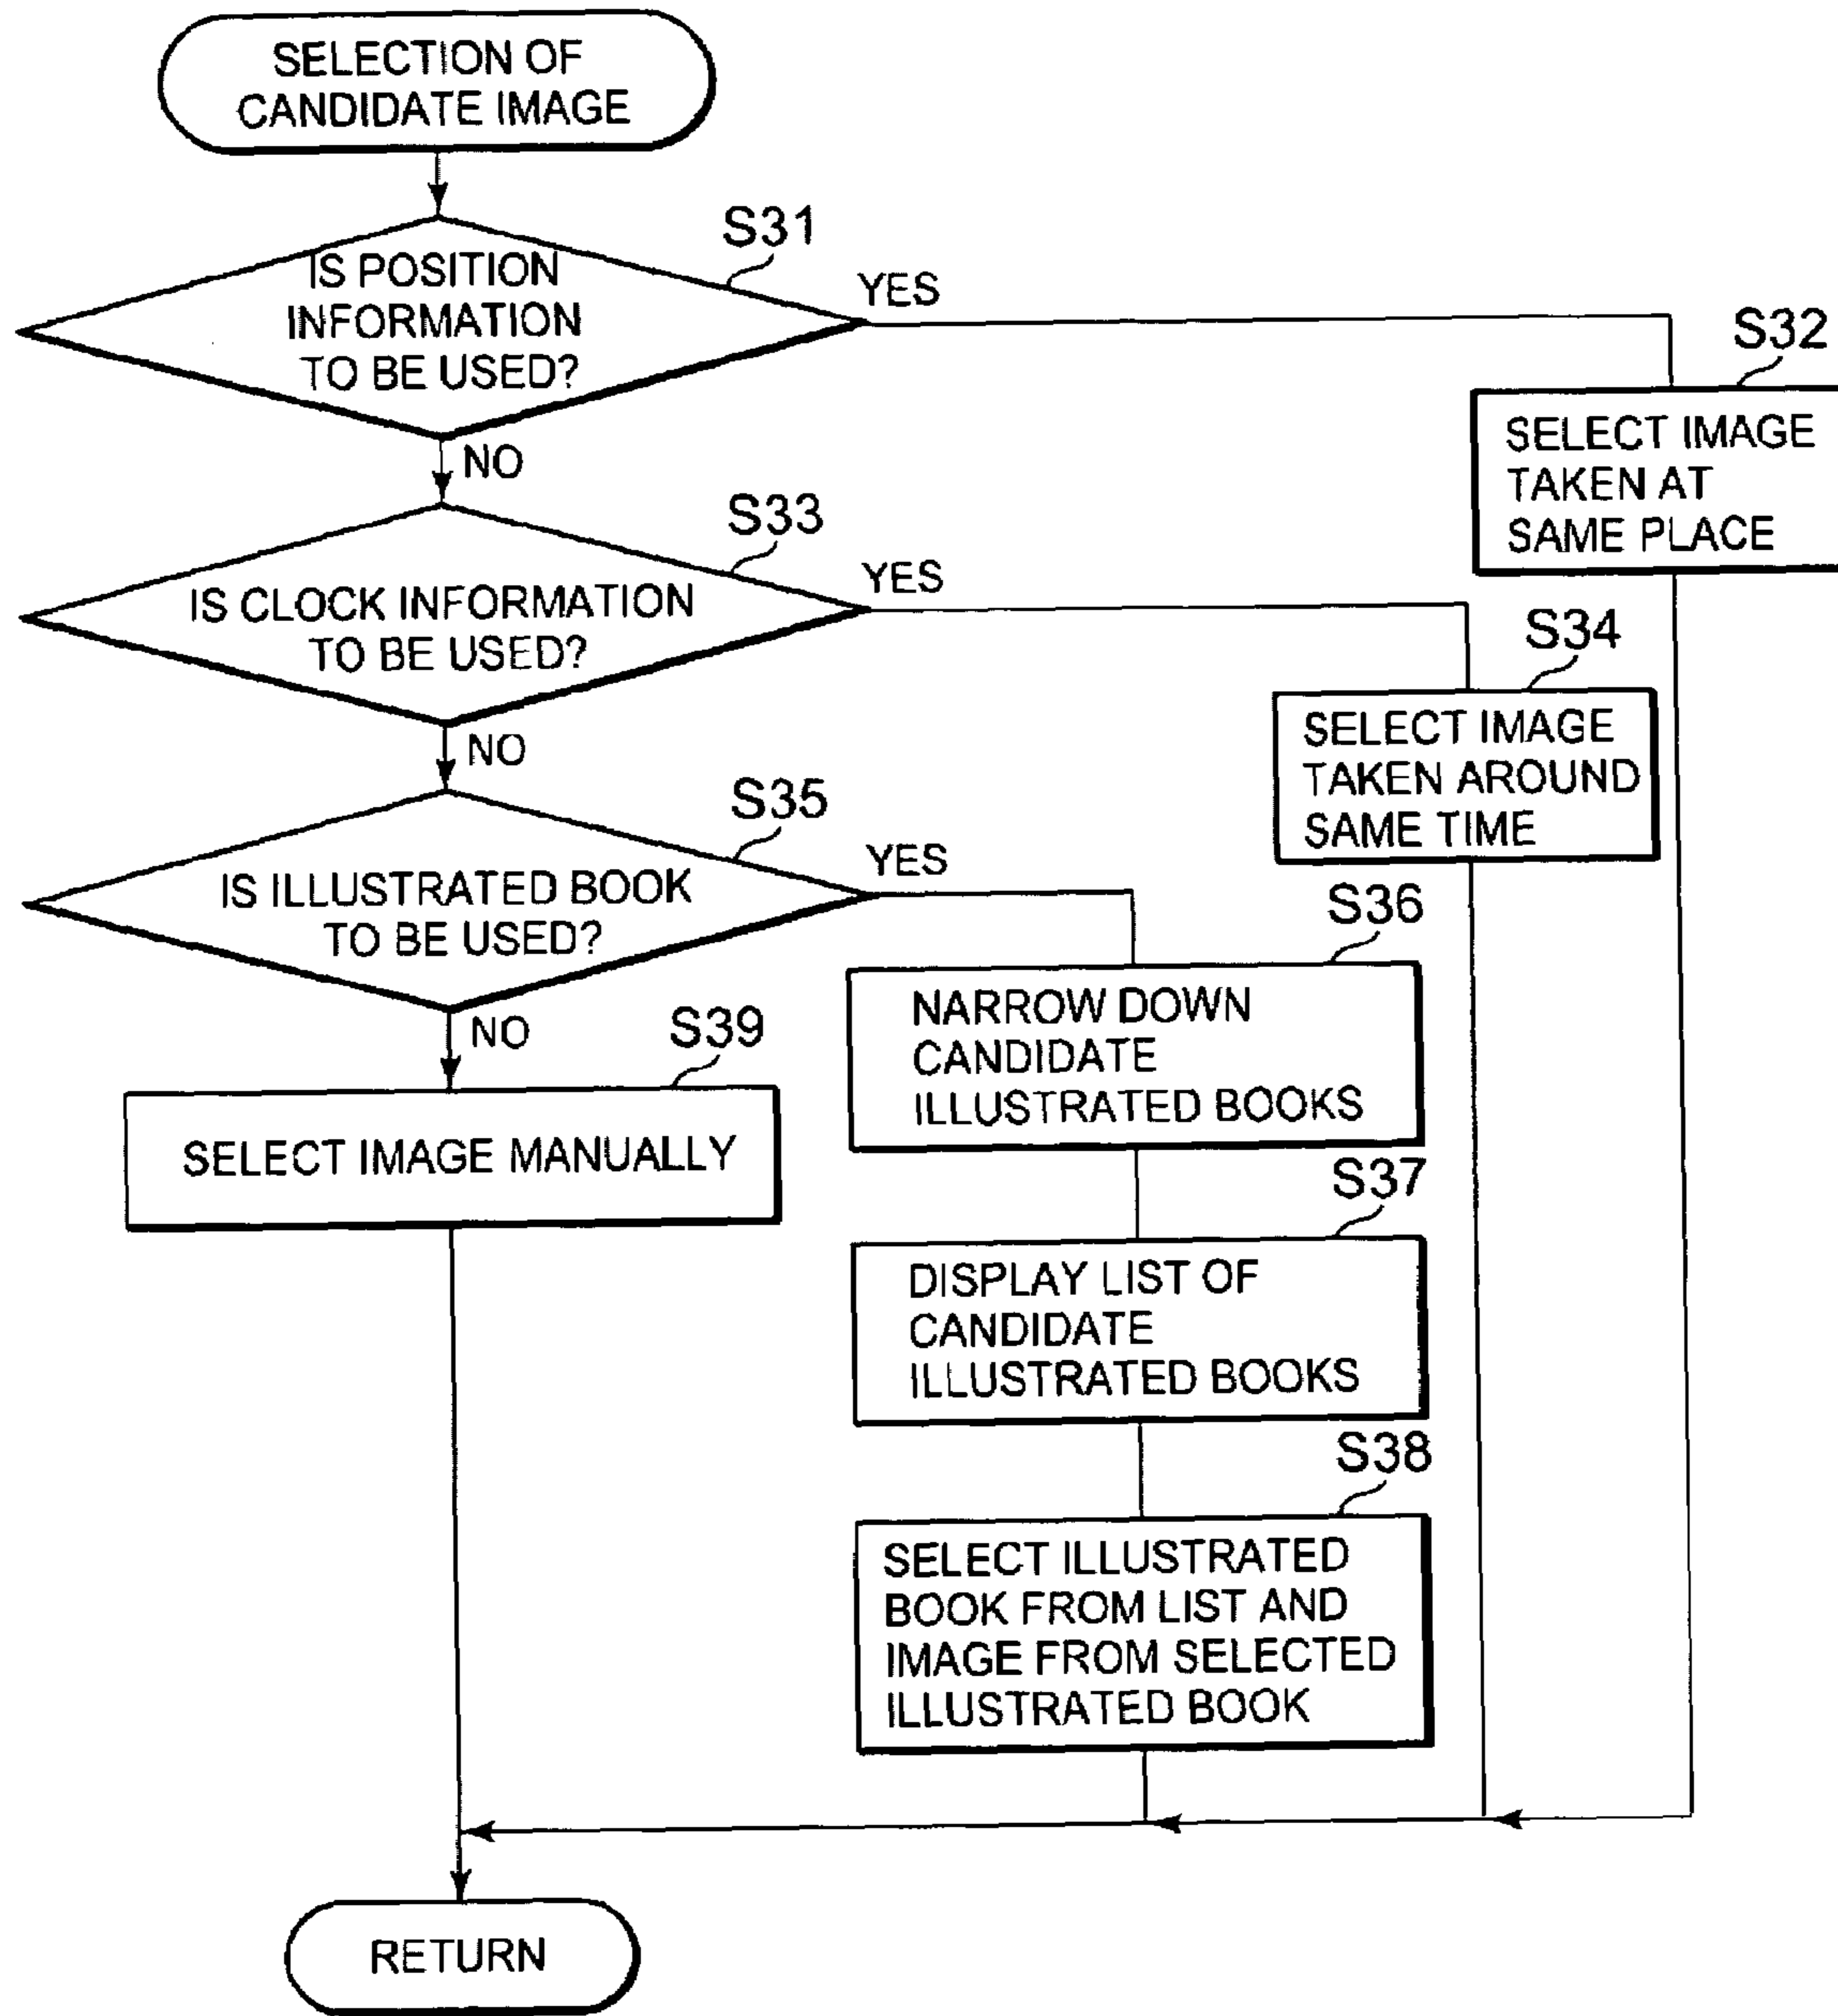 SELECTION OF
CANDIDATE IMAGE
S31
IS POSITION
INFORMATION
TO BE USED?
YES
NO
S32
SELECT IMAGE
TAKEN AT
SAME PLACE
S33
IS CLOCK INFORMATION
TO BE USED?
YES
NO
S34
SELECT IMAGE
TAKEN AROUND
SAME TIME
S35
IS ILLUSTRATED BOOK
TO BE USED?
YES
NO
S36
NARROW DOWN
CANDIDATE
ILLUSTRATED BOOKS
S39
SELECT IMAGE MANUALLY
S37
DISPLAY LIST OF
CANDIDATE
ILLUSTRATED BOOKS
S38
SELECT ILLUSTRATED
BOOK FROM LIST AND
IMAGE FROM SELECTED
ILLUSTRATED BOOK
RETURN